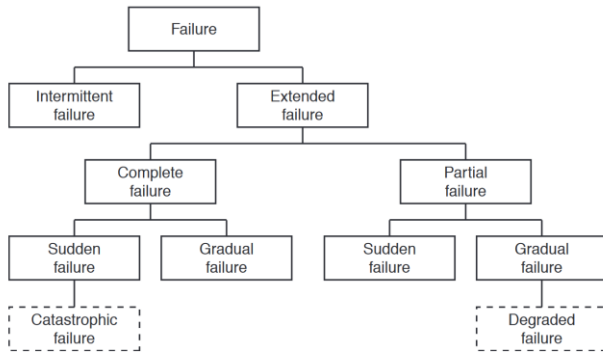 Failure
Intermittent
failure
Extended
failure
Complete
failure
Partial
failure
Sudden
failure
Gradual
failure
Sudden
failure
Gradual
failure
Catastrophic
failure
Degraded
failure